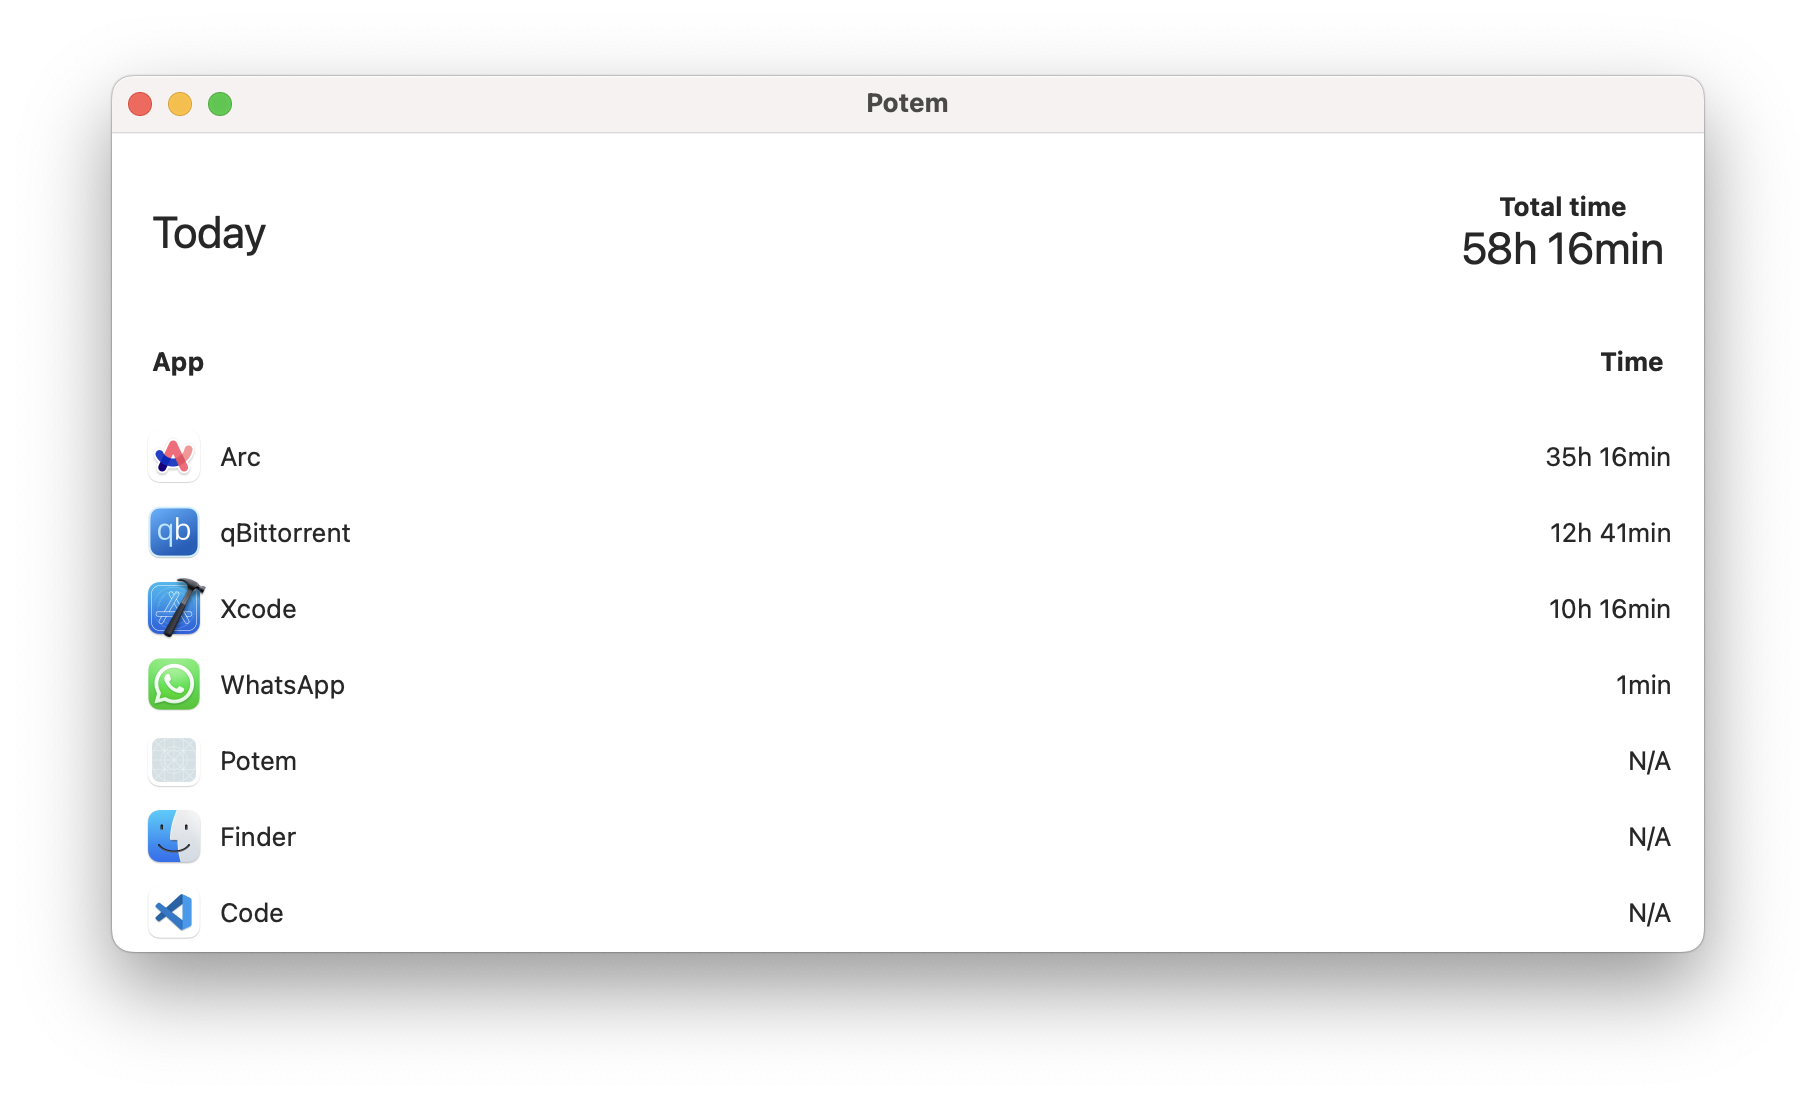 Potem
Today
Total time
58h 16min
App
Time
Arc
35h 16min
qb
qBittorrent
12h 41min
Xcode
10h 16min
WhatsApp
1min
Potem
N/A
Finder
N/A
Code
N/A